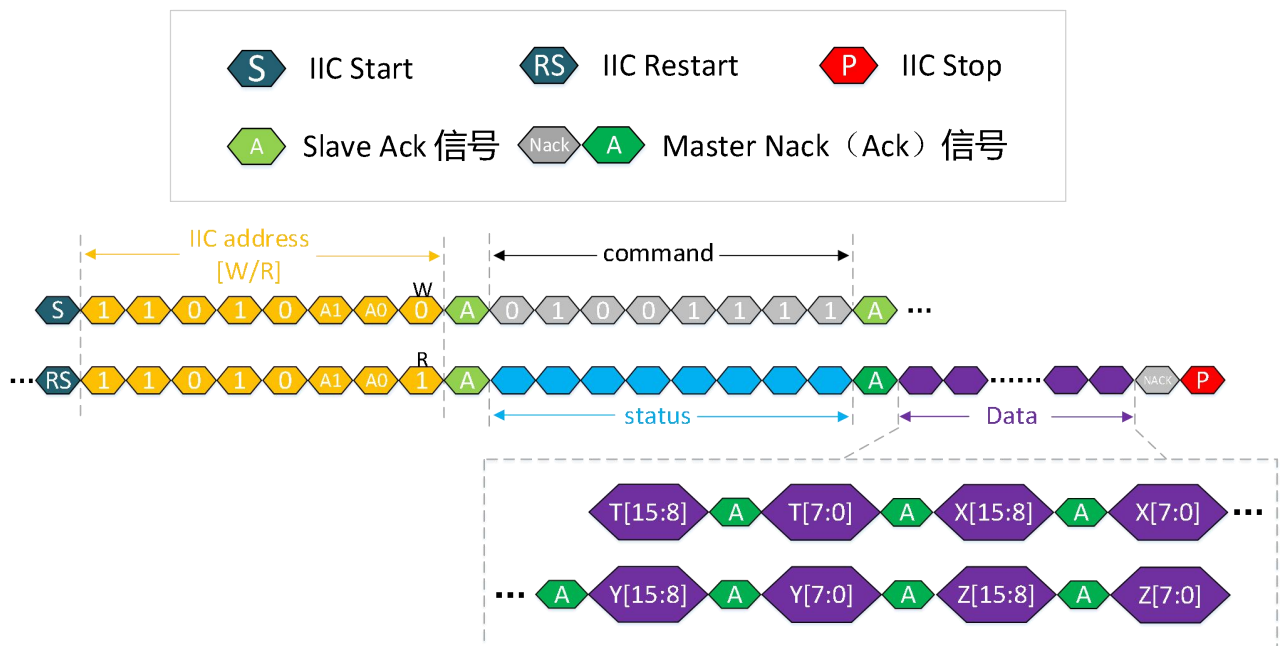 S IIC Start RS IIC Restart P IIC Stop
A Slave Ack 信号 Nack A Master Nack（Ack）信号
IIC address
[W/R]
command
W
S 1 1 0 1 0 A1 A0 0 A 0 1 0 0 1 1 1 1 A ...
R
...RS 1 1 0 1 0 A1 A0 1 A A ...... NACK P
status
Data
T[15:8] A T[7:0] A X[15:8] A X[7:0] ...
... A Y[15:8] A Y[7:0] A Z[15:8] A Z[7:0]